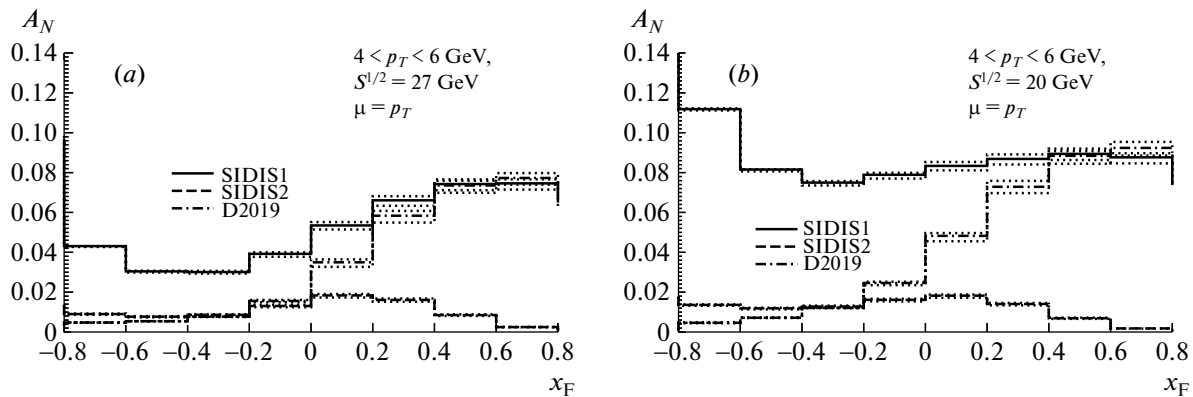 A_N
0.14
0.12
0.10
0.08
0.06
0.04
0.02
0
(a)
4 < p_T < 6 GeV,
S^{1/2} = 27 GeV
μ = p_T
SIDIS1
SIDIS2
D2019
–0.8 –0.6 –0.4 –0.2 0 0.2 0.4 0.6 0.8
x_F
A_N
0.14
0.12
0.10
0.08
0.06
0.04
0.02
0
(b)
4 < p_T < 6 GeV,
S^{1/2} = 20 GeV
μ = p_T
SIDIS1
SIDIS2
D2019
–0.8 –0.6 –0.4 –0.2 0 0.2 0.4 0.6 0.8
x_F